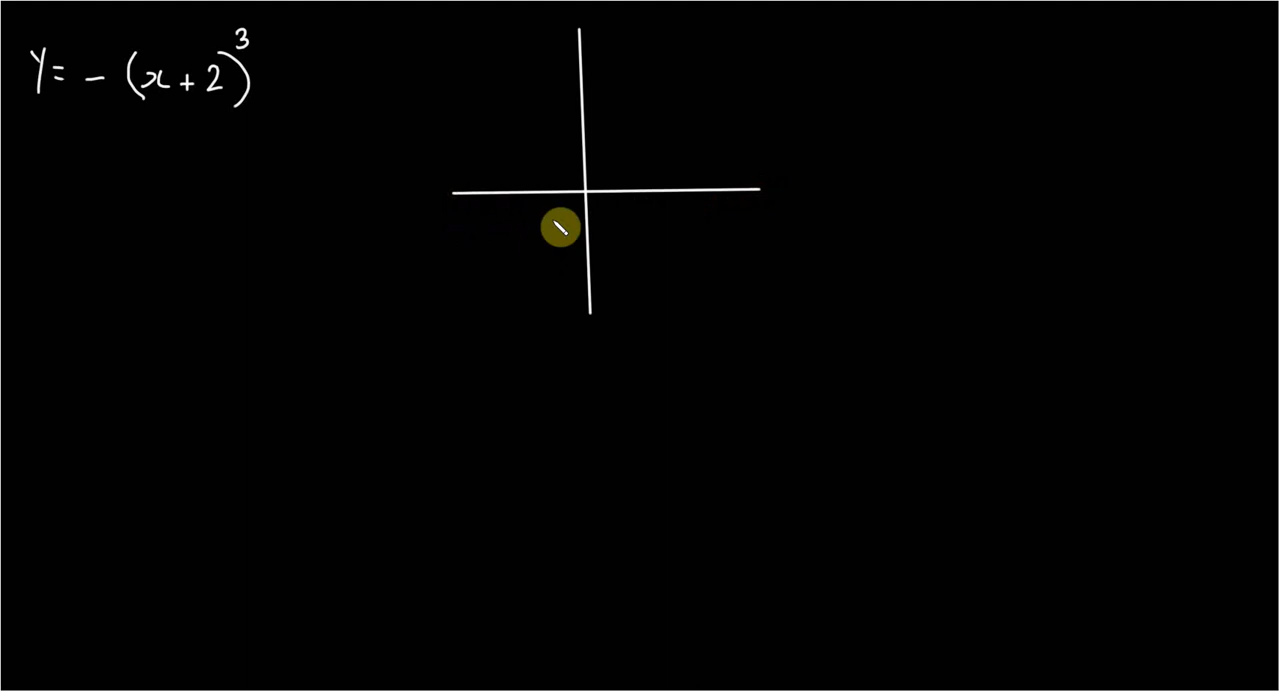 y = - (x + 2)³